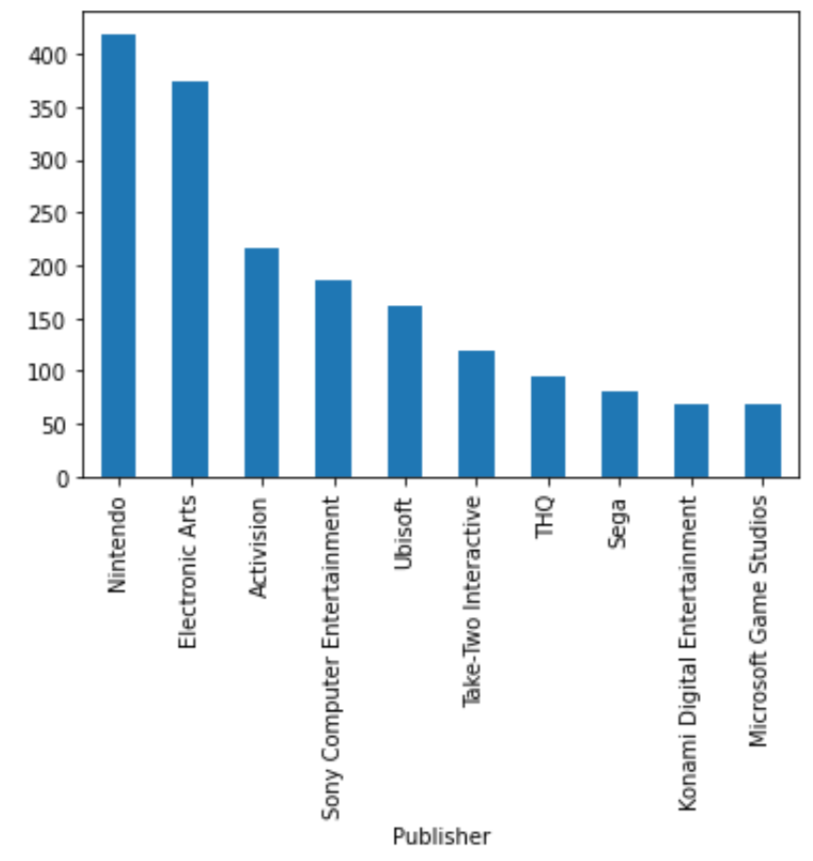 400
350
300
250
200
150
100
50
0
Nintendo
Electronic Arts
Activision
Sony Computer Entertainment
Ubisoft
Take-Two Interactive
THQ
Sega
Konami Digital Entertainment
Microsoft Game Studios
Publisher